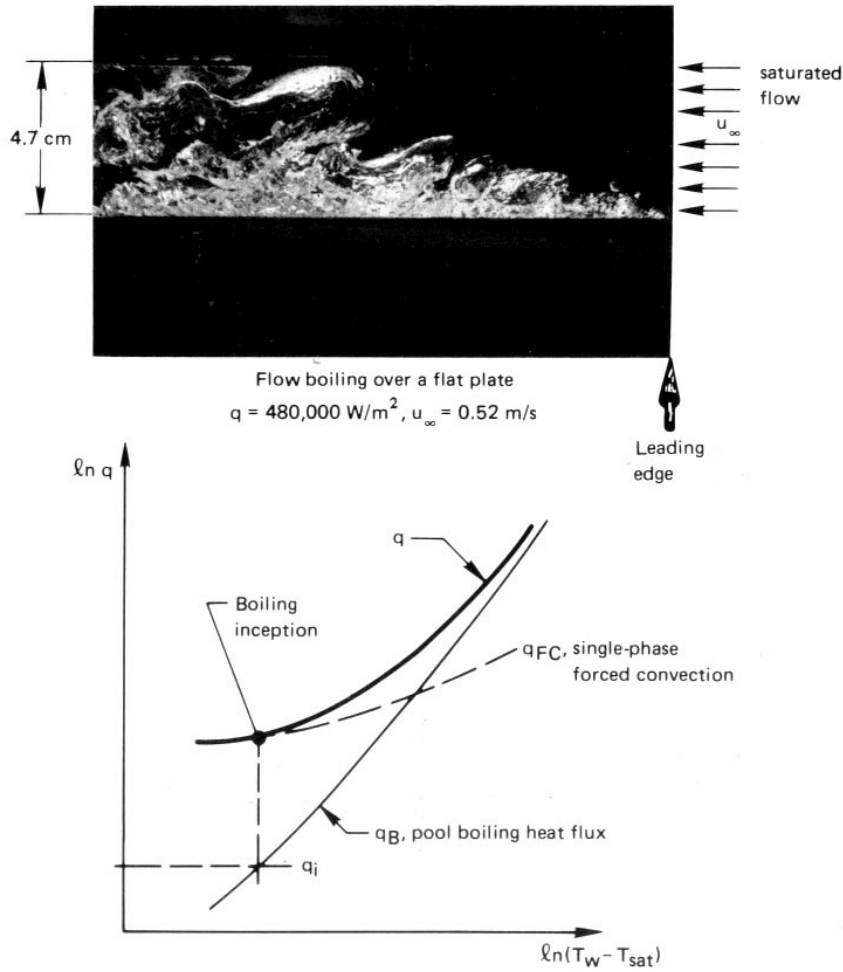 saturated
flow
u∞
4.7 cm
Flow boiling over a flat plate
q = 480,000 W/m², u∞ = 0.52 m/s
Leading
edge
ℓn q
q
Boiling
inception
qFC, single-phase
forced convection
qB, pool boiling heat flux
qi
ℓn(Tw – Tsat)